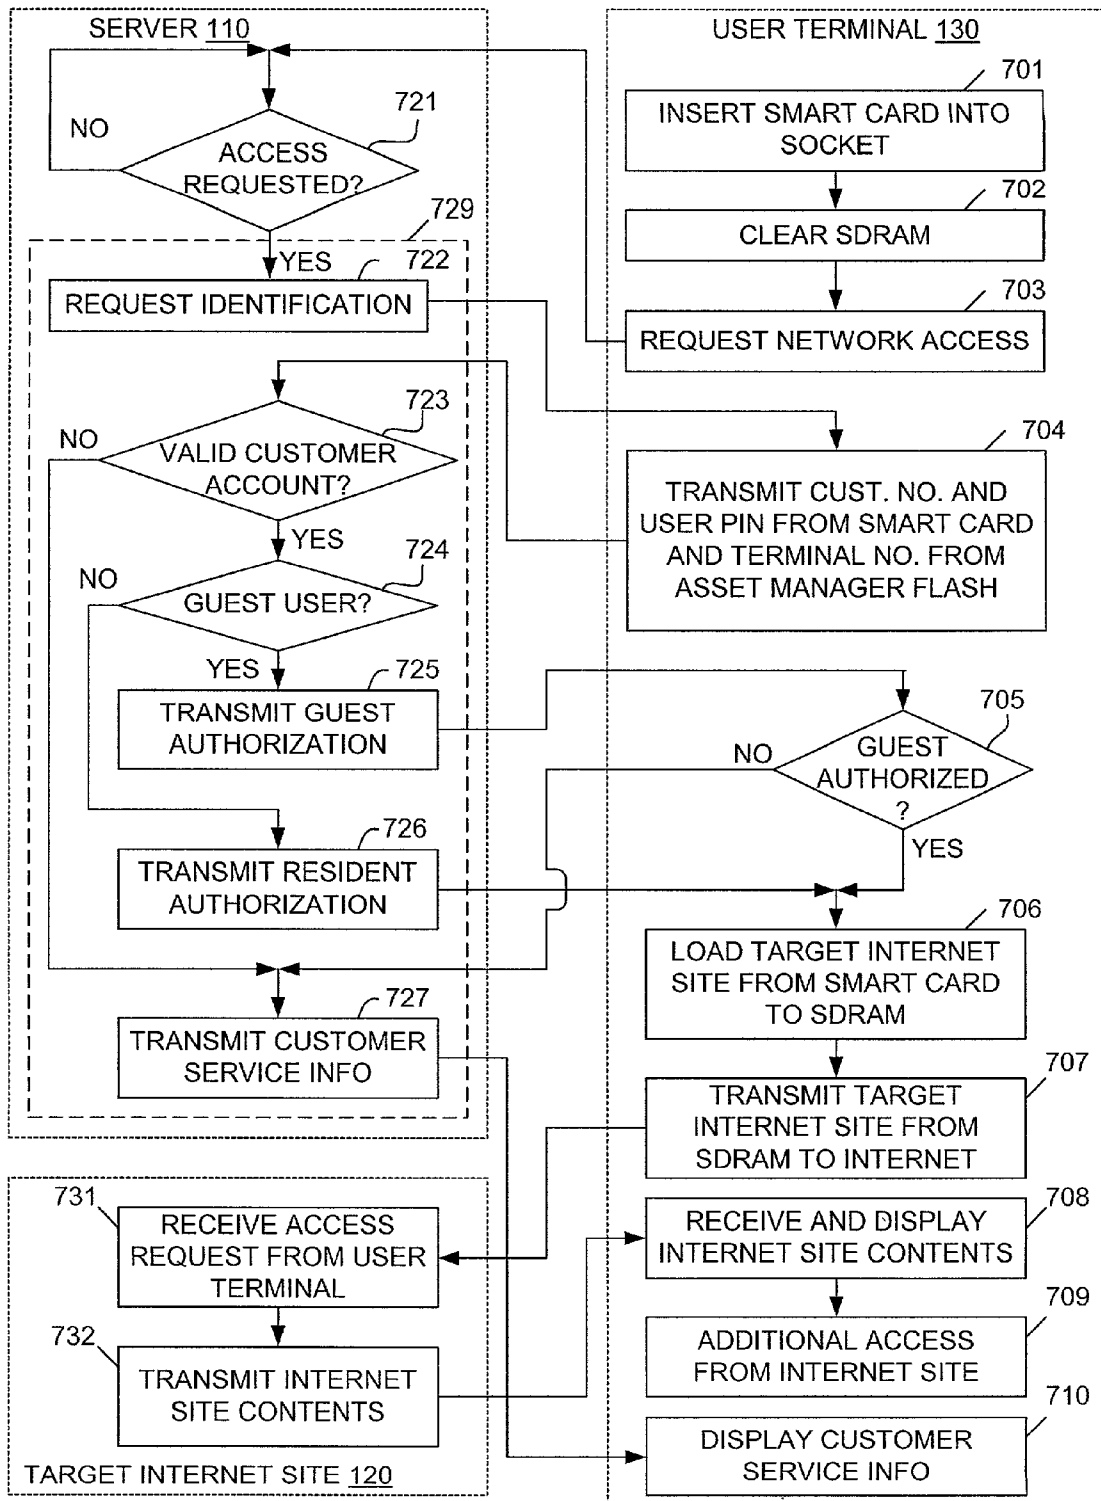 SERVER 110
721
NO
ACCESS
REQUESTED?
729
YES
722
REQUEST IDENTIFICATION
723
NO
VALID CUSTOMER
ACCOUNT?
YES
724
NO
GUEST USER?
YES
725
TRANSMIT GUEST
AUTHORIZATION
726
TRANSMIT RESIDENT
AUTHORIZATION
727
TRANSMIT CUSTOMER
SERVICE INFO
731
RECEIVE ACCESS
REQUEST FROM USER
TERMINAL
732
TRANSMIT INTERNET
SITE CONTENTS
TARGET INTERNET SITE 120
USER TERMINAL 130
701
INSERT SMART CARD INTO
SOCKET
702
CLEAR SDRAM
703
REQUEST NETWORK ACCESS
704
TRANSMIT CUST. NO. AND
USER PIN FROM SMART CARD
AND TERMINAL NO. FROM
ASSET MANAGER FLASH
705
NO
GUEST
AUTHORIZED
?
YES
706
LOAD TARGET INTERNET
SITE FROM SMART CARD
TO SDRAM
707
TRANSMIT TARGET
INTERNET SITE FROM
SDRAM TO INTERNET
708
RECEIVE AND DISPLAY
INTERNET SITE CONTENTS
709
ADDITIONAL ACCESS
FROM INTERNET SITE
710
DISPLAY CUSTOMER
SERVICE INFO